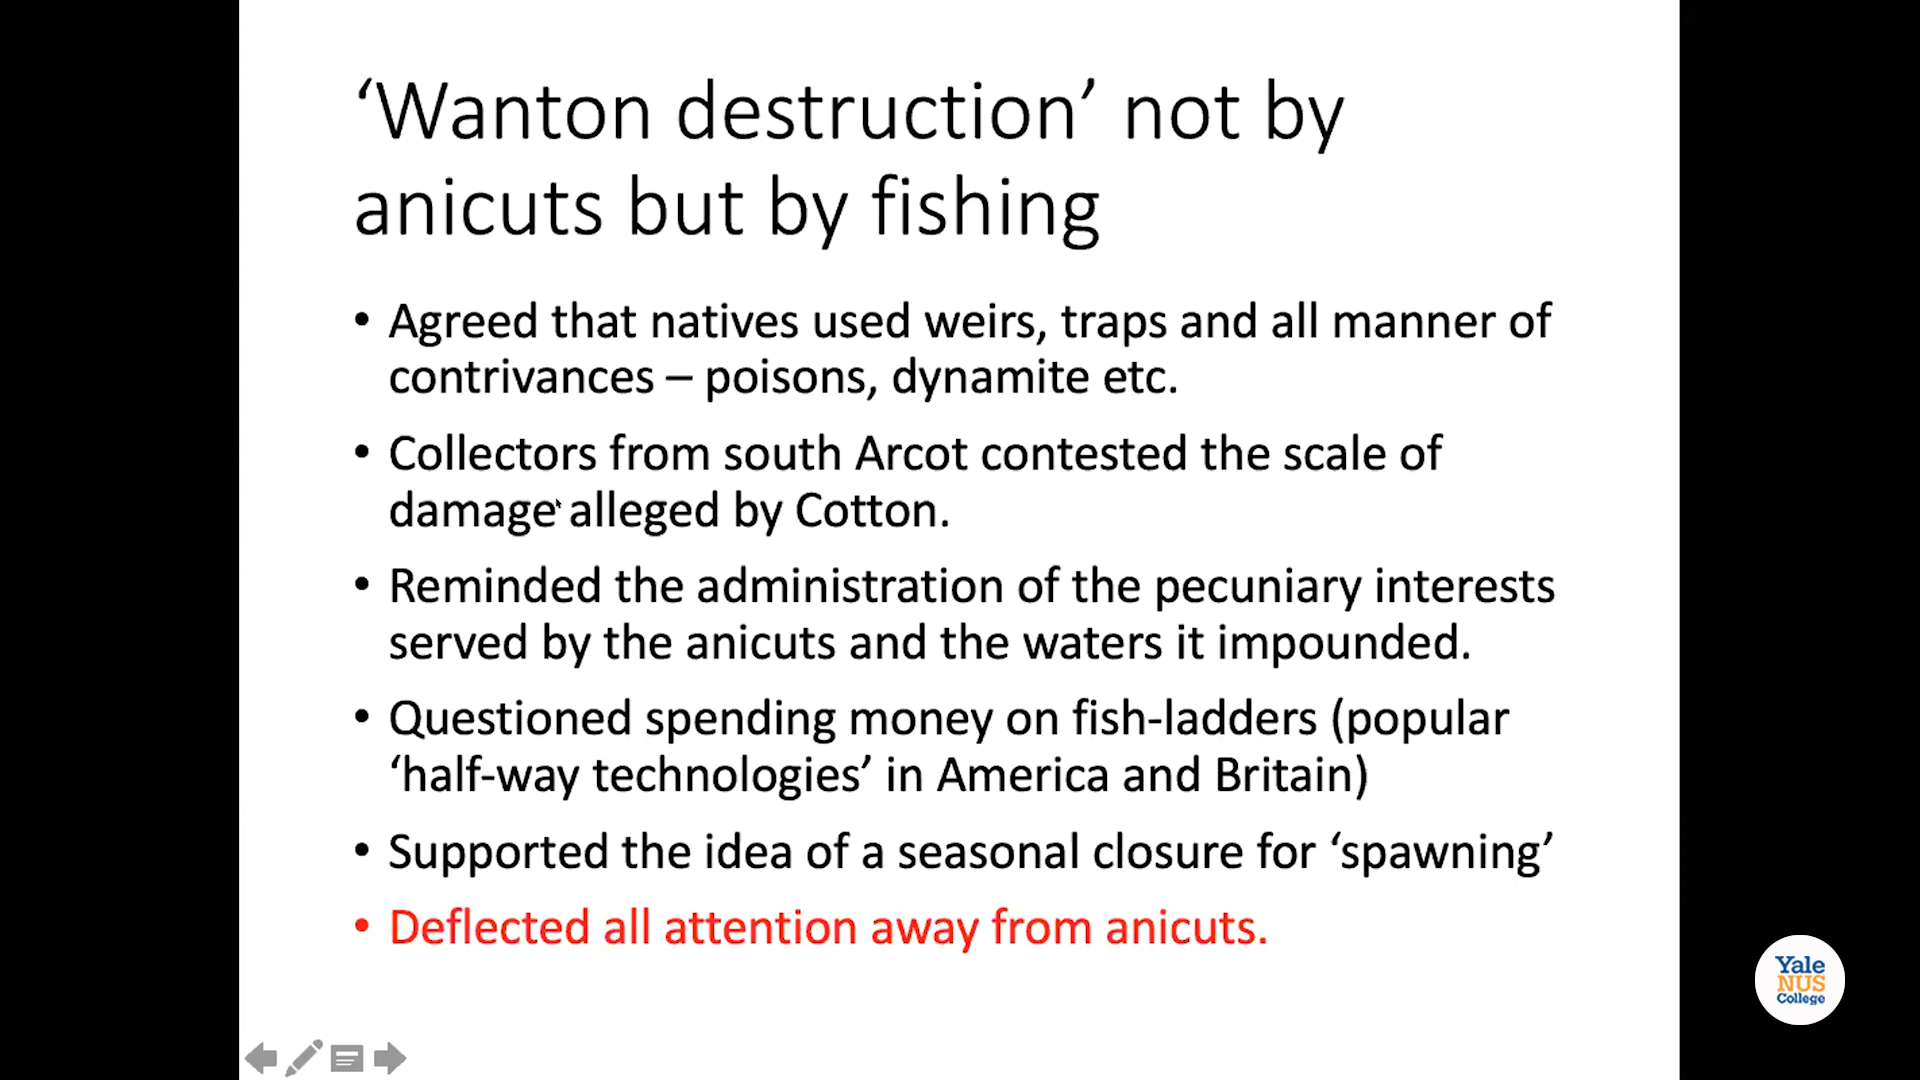 ‘Wanton destruction’ not by
anicuts but by fishing
• Agreed that natives used weirs, traps and all manner of
contrivances – poisons, dynamite etc.
• Collectors from south Arcot contested the scale of
damage alleged by Cotton.
• Reminded the administration of the pecuniary interests
served by the anicuts and the waters it impounded.
• Questioned spending money on fish-ladders (popular
‘half-way technologies’ in America and Britain)
• Supported the idea of a seasonal closure for ‘spawning’
• Deflected all attention away from anicuts.
Yale
NUS
College